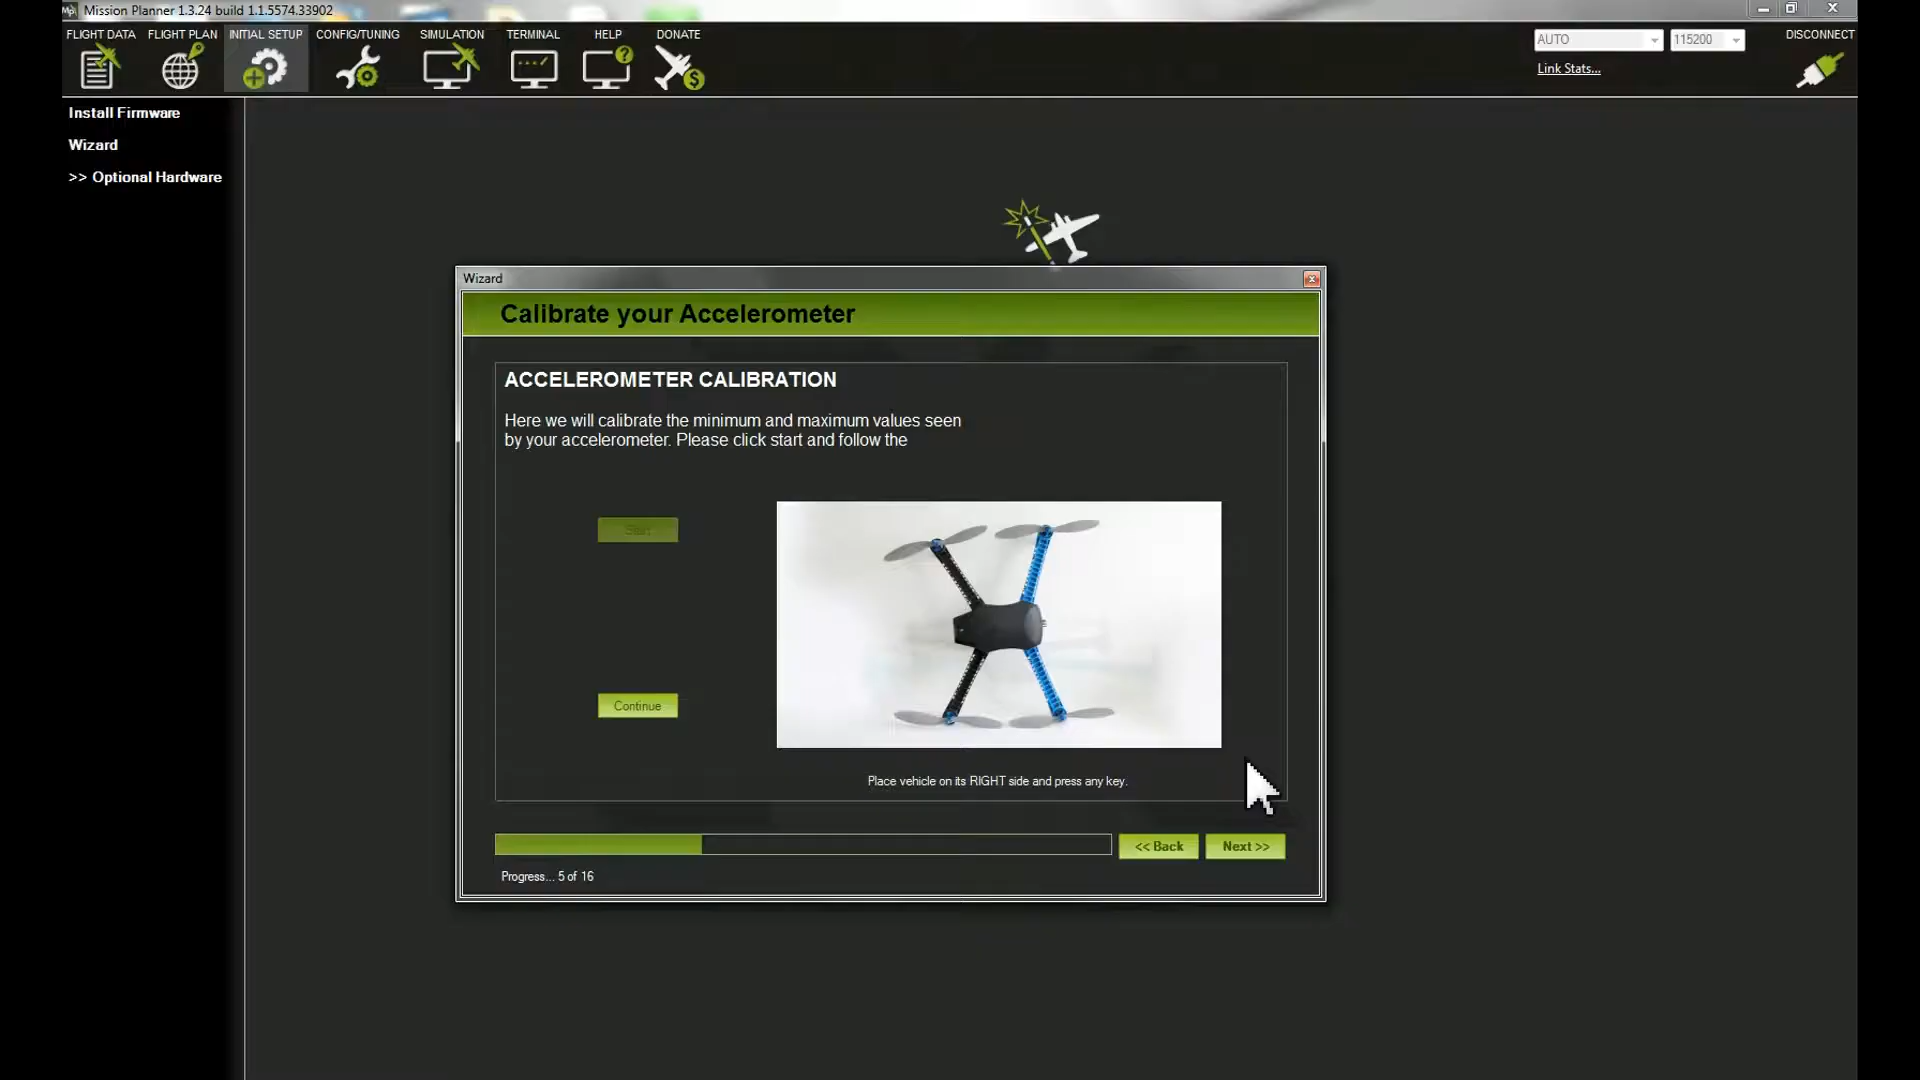 Mission Planner 1.3.24 build 1.1.5574.33902
FLIGHT DATA FLIGHT PLAN INITIAL SETUP CONFIG/TUNING SIMULATION TERMINAL HELP DONATE
AUTO 115200 DISCONNECT
Link Stats...
Install Firmware
Wizard
>> Optional Hardware
Wizard
Calibrate your Accelerometer
ACCELEROMETER CALIBRATION
Here we will calibrate the minimum and maximum values seen
by your accelerometer. Please click start and follow the
Start
Continue
Place vehicle on its RIGHT side and press any key.
<< Back Next >>
Progress... 5 of 16